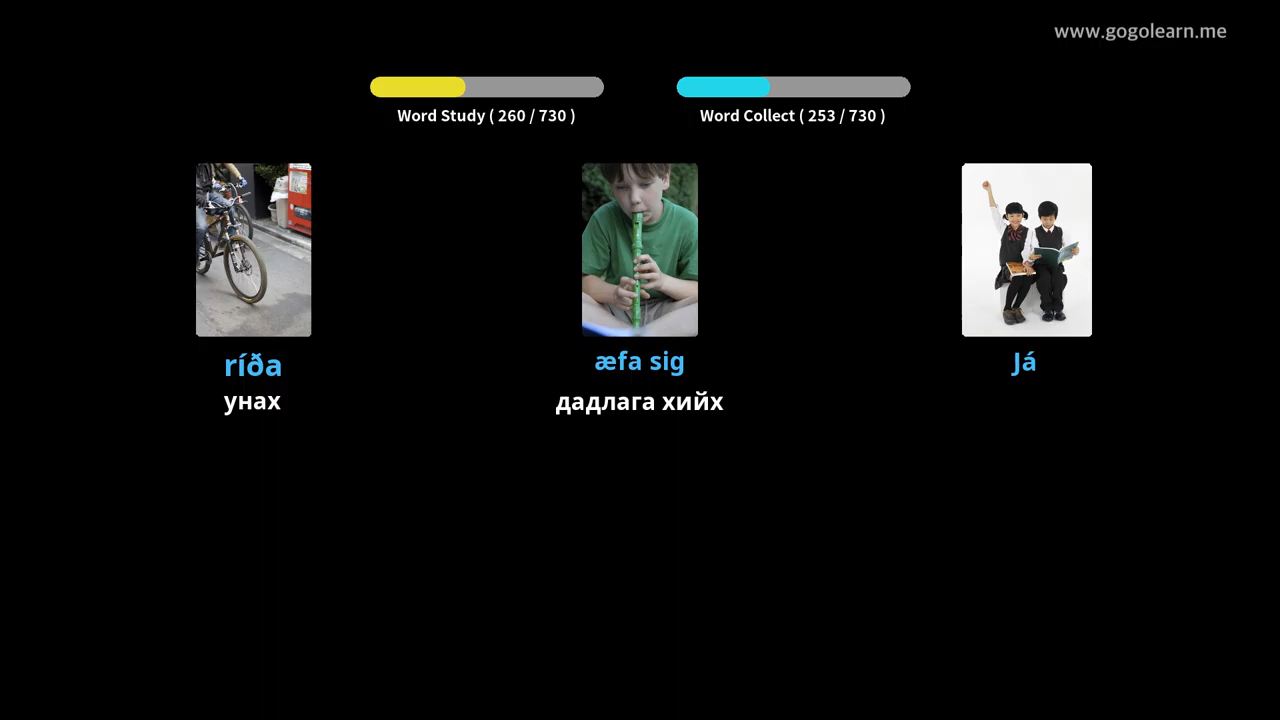 www.gogolearn.me
Word Study ( 260 / 730 )
Word Collect ( 253 / 730 )
ríða
унах
æfa sig
дадлага хийх
Já